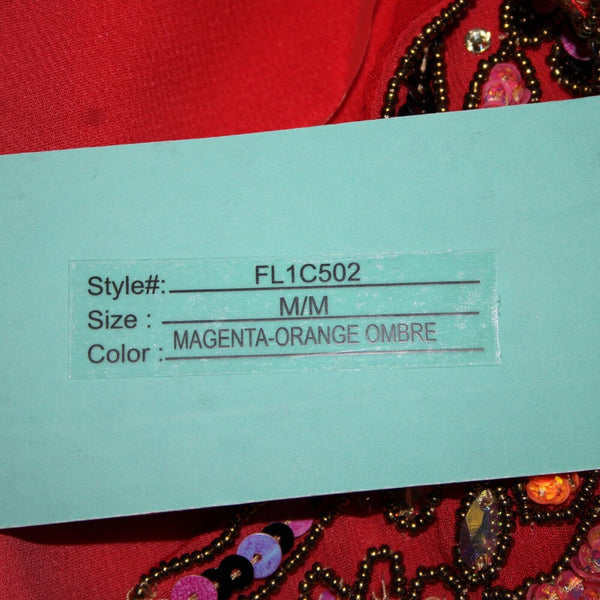 Style#: FL1C502
Size : M/M
Color : MAGENTA-ORANGE OMBRE